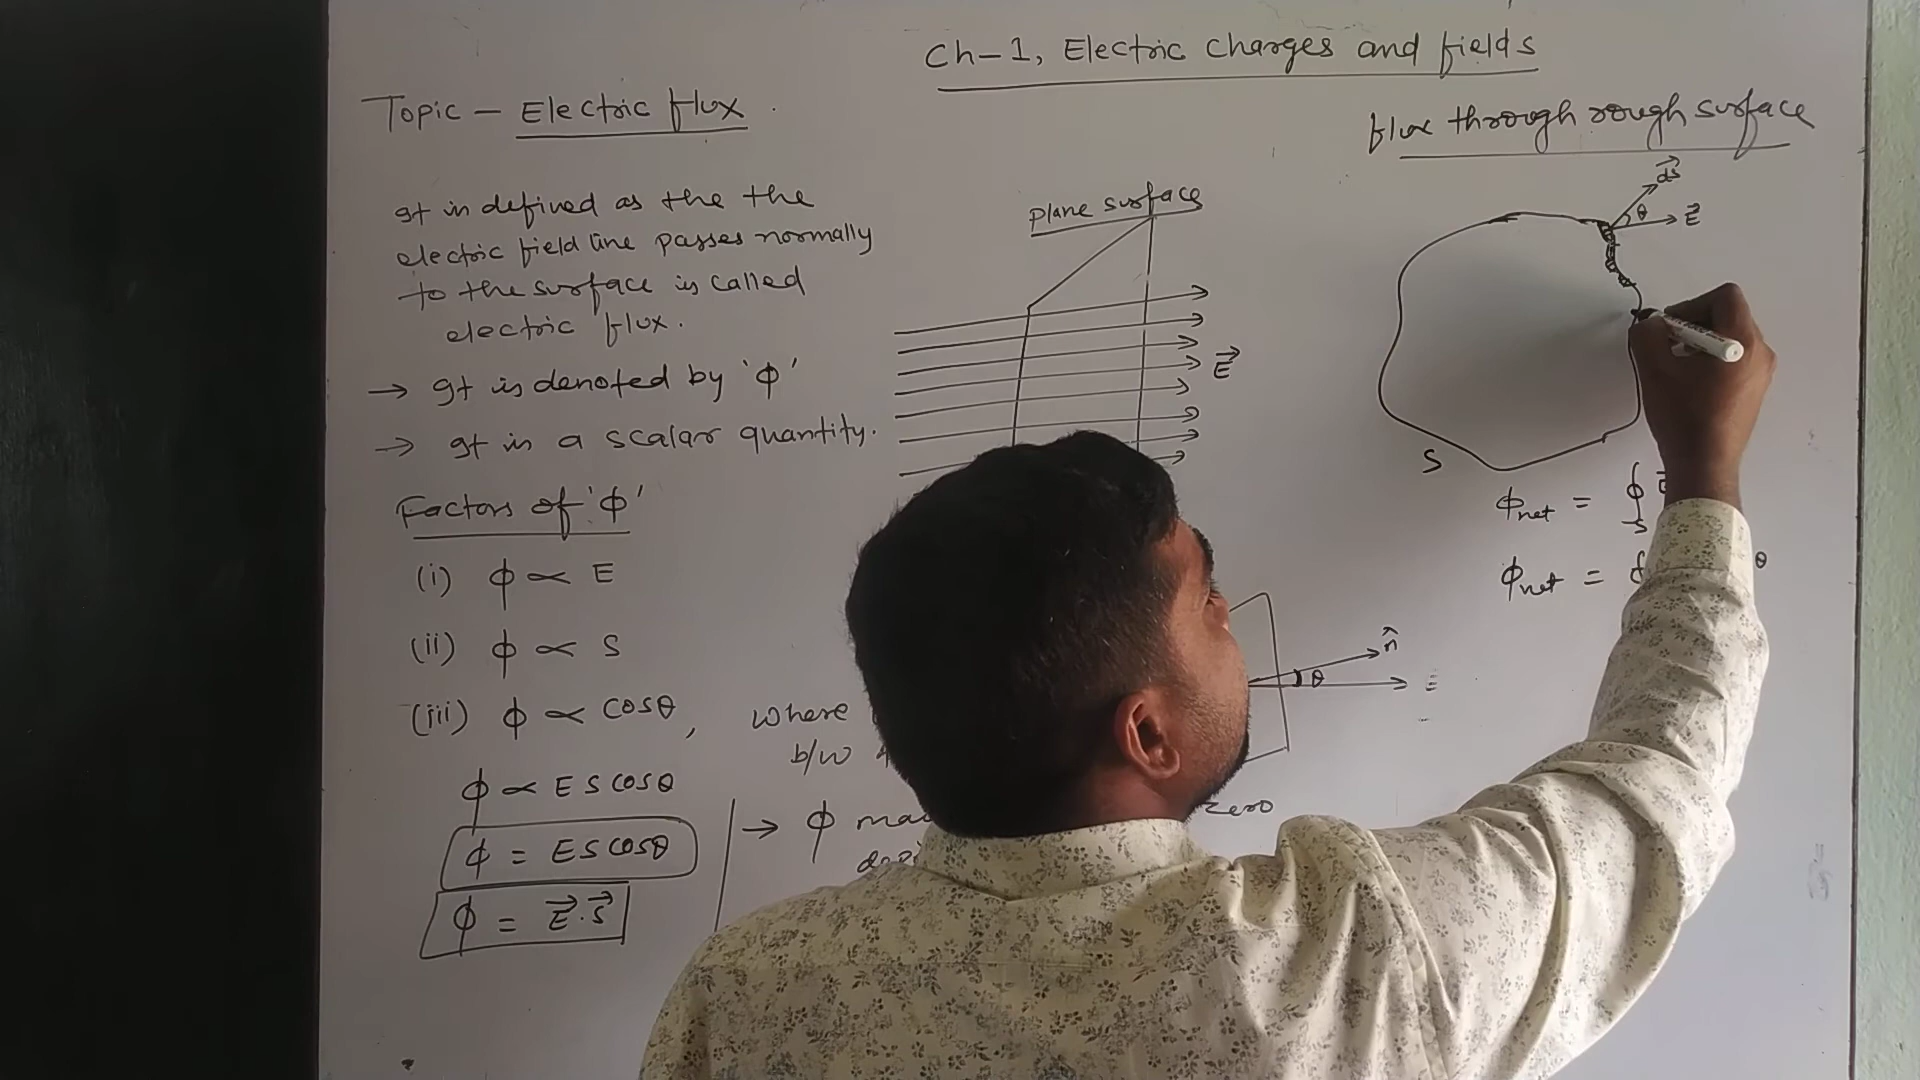 Ch-1, Electric charges and fields
Topic - Electric flux.
It is defined as the the
electric field line passes normally
to the surface is called
electric flux.
→ It is denoted by 'ϕ'
→ It is a scalar quantity.
Factors of 'ϕ'
(i) ϕ ∝ E
(ii) ϕ ∝ S
(iii) ϕ ∝ cosθ, where
b/w
ϕ ∝ E S cosθ
ϕ = E S cosθ
ϕ = E⃗.S⃗
plane surface
E⃗
n̂
θ
E
→ ϕ zero
flux through rough surface
ds⃗
θ
E⃗
S
ϕnet = ∮s
ϕnet = θ